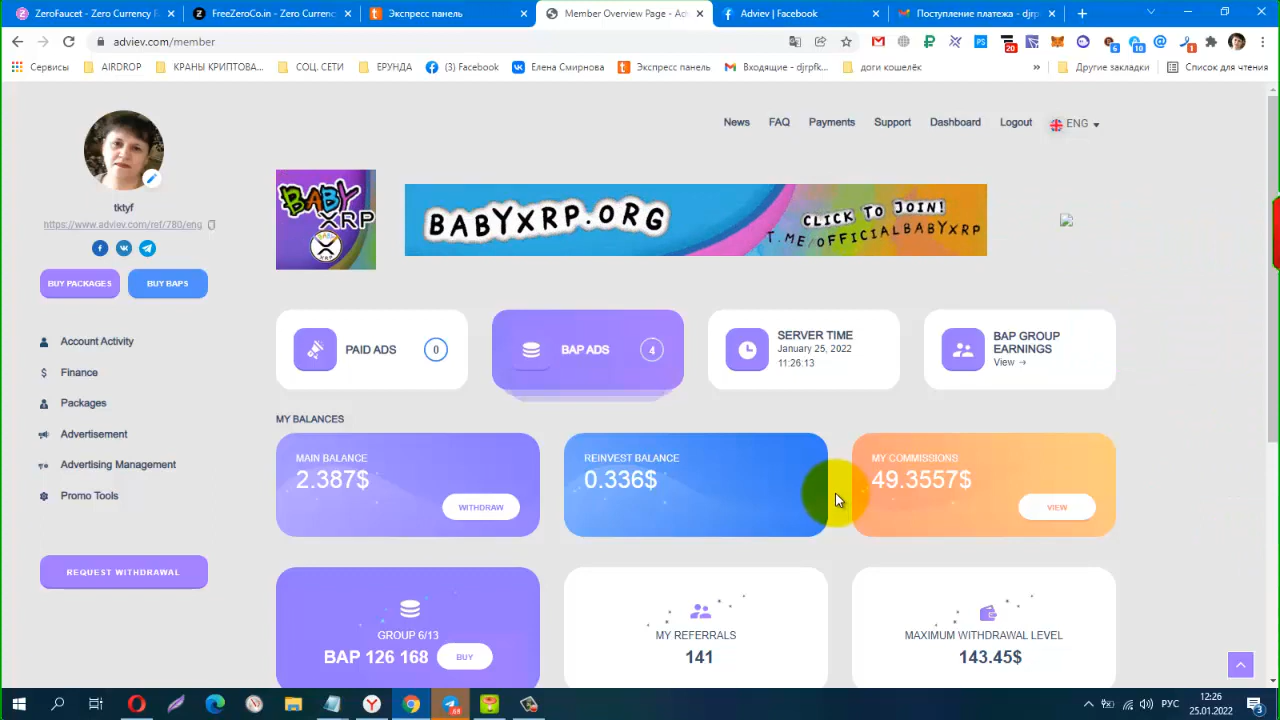 ZeroFaucet - Zero Currency F
FreeZeroCo.in - Zero Currenc
Экспресс панель
Member Overview Page - Ad
Adviev | Facebook
Поступление платежа - djrp
adviev.com/member
20
6
10
1
Сервисы
AIRDROP
КРАНЫ КРИПТОВА...
СОЦ. СЕТИ
ЕРУНДА
(3) Facebook
Елена Смирнова
Экспресс панель
Входящие - djrpfk...
доги кошелёк
»
Другие закладки
Список для чтения
News
FAQ
Payments
Support
Dashboard
Logout
ENG
tktyf
https://www.adviev.com/ref/780/eng
BUY PACKAGES
BUY BAPS
BABY
XRP
BABYXRP.ORG
CLICK TO JOIN!
T.ME/OFFICIALBABYXRP
Account Activity
Finance
Packages
Advertisement
Advertising Management
Promo Tools
REQUEST WITHDRAWAL
PAID ADS
0
BAP ADS
4
SERVER TIME
January 25, 2022
11:26:13
BAP GROUP
EARNINGS
View →
MY BALANCES
MAIN BALANCE
2.387$
WITHDRAW
REINVEST BALANCE
0.336$
MY COMMISSIONS
49.3557$
VIEW
GROUP 6/13
BAP 126 168
BUY
MY REFERRALS
141
MAXIMUM WITHDRAWAL LEVEL
143.45$
РУС
12:26
25.01.2022
3